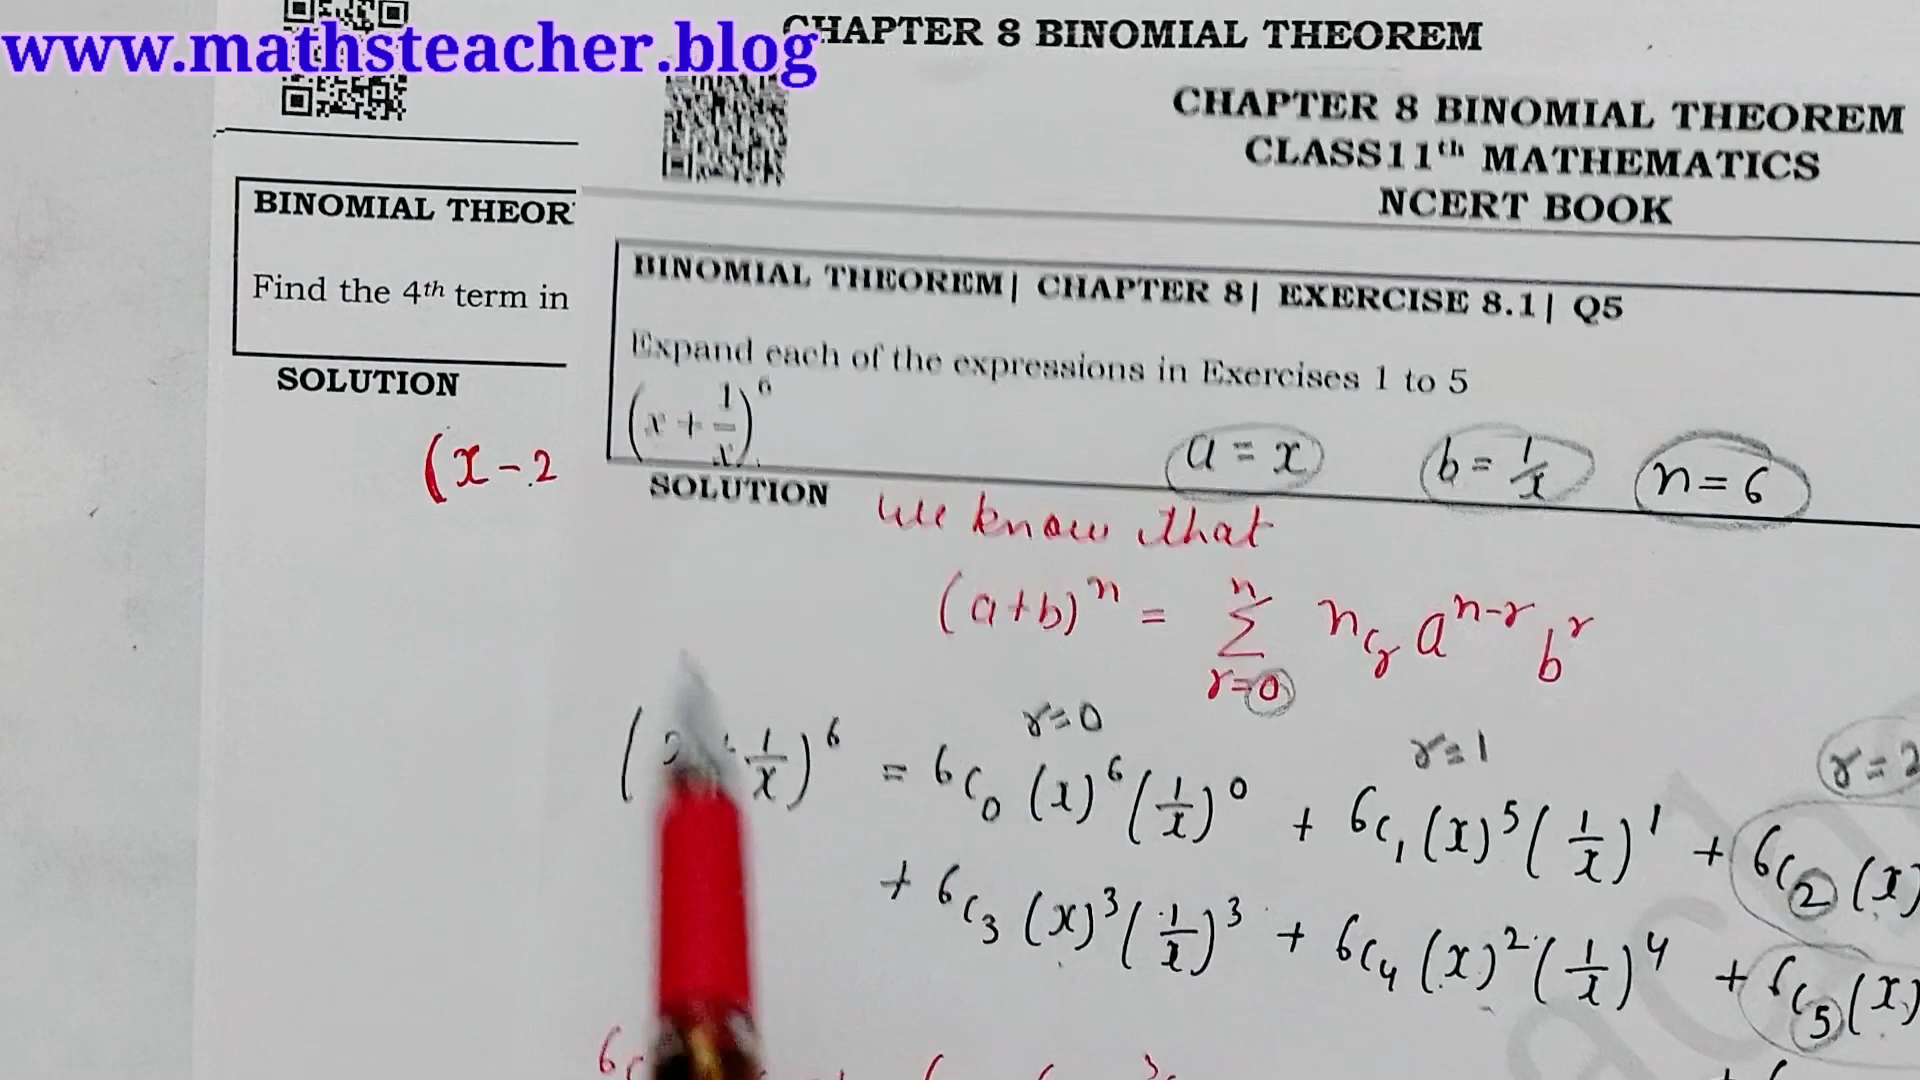 www.mathsteacher.blog
CHAPTER 8 BINOMIAL THEOREM
CHAPTER 8 BINOMIAL THEOREM
CLASS11th MATHEMATICS
NCERT BOOK
BINOMIAL THEOR
Find the 4th term in
SOLUTION
(x - 2
BINOMIAL THEOREM| CHAPTER 8| EXERCISE 8.1| Q5
Expand each of the expressions in Exercises 1 to 5
(x + 1/x)^6
a = x b = 1/x n = 6
SOLUTION we know that
(a+b)^n = Σ_{r=0}^{n} nCr a^{n-r} b^r
r=0 r=1 r=2
( 1/x)^6 = 6C0 (x)^6 (1/x)^0 + 6C1 (x)^5 (1/x)^1 + 6C2 (x)
+ 6C3 (x)^3 (1/x)^3 + 6C4 (x)^2 (1/x)^4 + 6C5 (x)